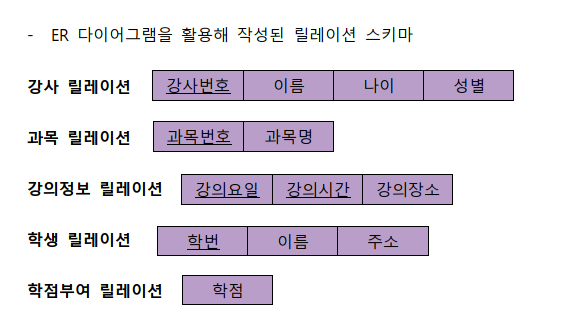 - ER 다이어그램을 활용해 작성된 릴레이션 스키마
강사 릴레이션 강사번호 이름 나이 성별
과목 릴레이션 과목번호 과목명
강의정보 릴레이션 강의요일 강의시간 강의장소
학생 릴레이션 학번 이름 주소
학점부여 릴레이션 학점